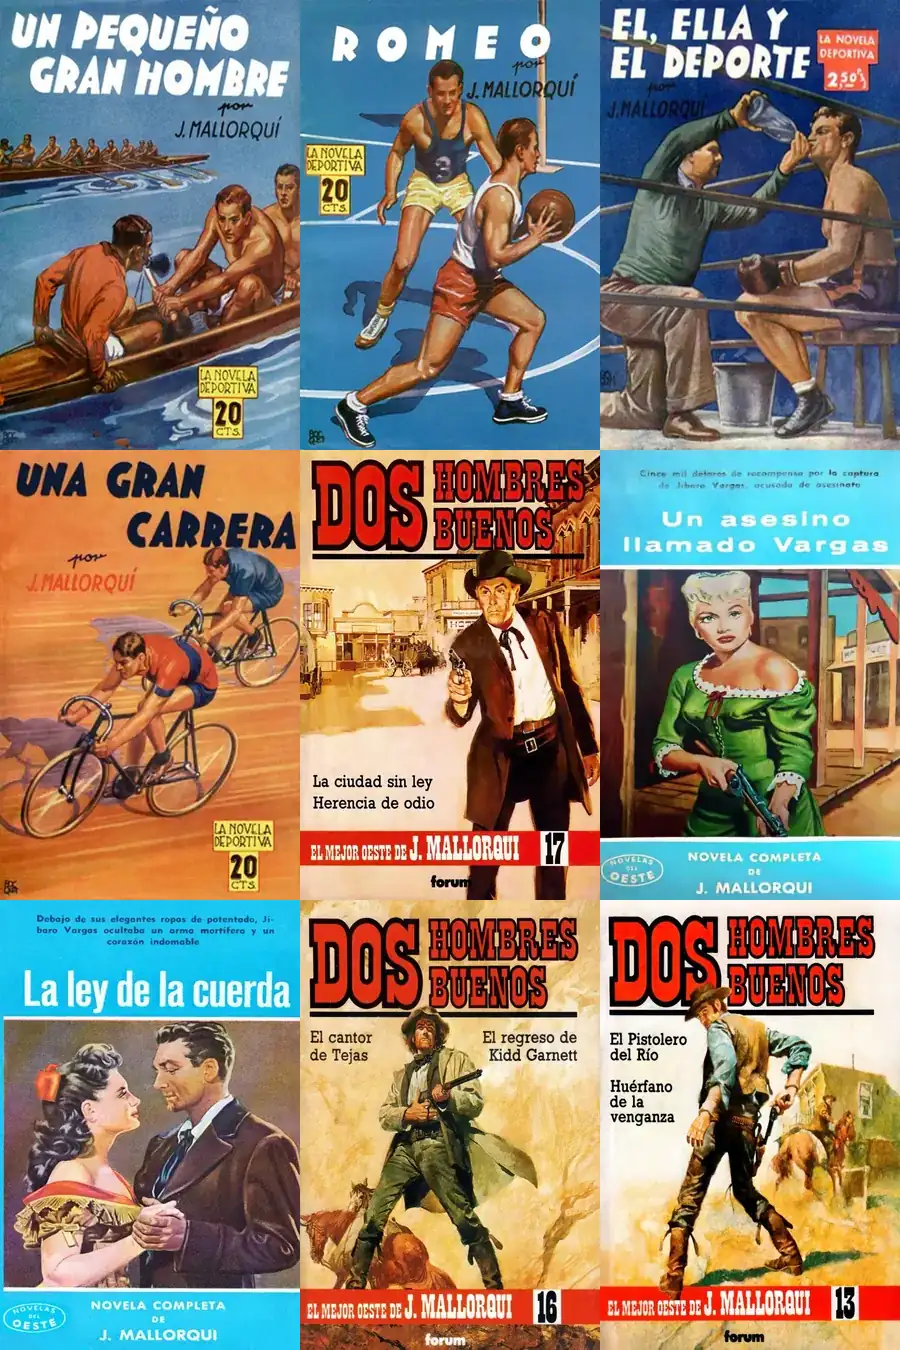 UN PEQUEÑO
GRAN HOMBRE
por
J. MALLORQUÍ
LA NOVELA
DEPORTIVA
20
CTS.
ROMEO
por
J. MALLORQUÍ
LA NOVELA
DEPORTIVA
20
CTS.
3
EL, ELLA Y
EL DEPORTE
por
J. MALLORQUÍ
LA NOVELA
DEPORTIVA
2,50
UNA GRAN
CARRERA
por
J. MALLORQUÍ
LA NOVELA
DEPORTIVA
20
CTS.
DOS HOMBRES
BUENOS
La ciudad sin ley
Herencia de odio
EL MEJOR OESTE DE J. MALLORQUI 17
forum
Cinco mil dólares de recompensa por la captura
de Jíbaro Vargas, acusado de asesinato
Un asesino
llamado Vargas
NOVELAS
DEL
OESTE
NOVELA COMPLETA
DE
J. MALLORQUI
Debajo de sus elegantes ropas de potentado, Jí-
baro Vargas ocultaba un arma mortífera y un
corazón indomable
La ley de la cuerda
NOVELAS
DEL
OESTE
NOVELA COMPLETA
DE
J. MALLORQUI
DOS HOMBRES
BUENOS
El cantor
de Tejas
El regreso de
Kidd Garnett
EL MEJOR OESTE DE J. MALLORQUI 16
forum
DOS HOMBRES
BUENOS
El Pistolero
del Río
Huérfano
de la
venganza
EL MEJOR OESTE DE J. MALLORQUI 13
forum